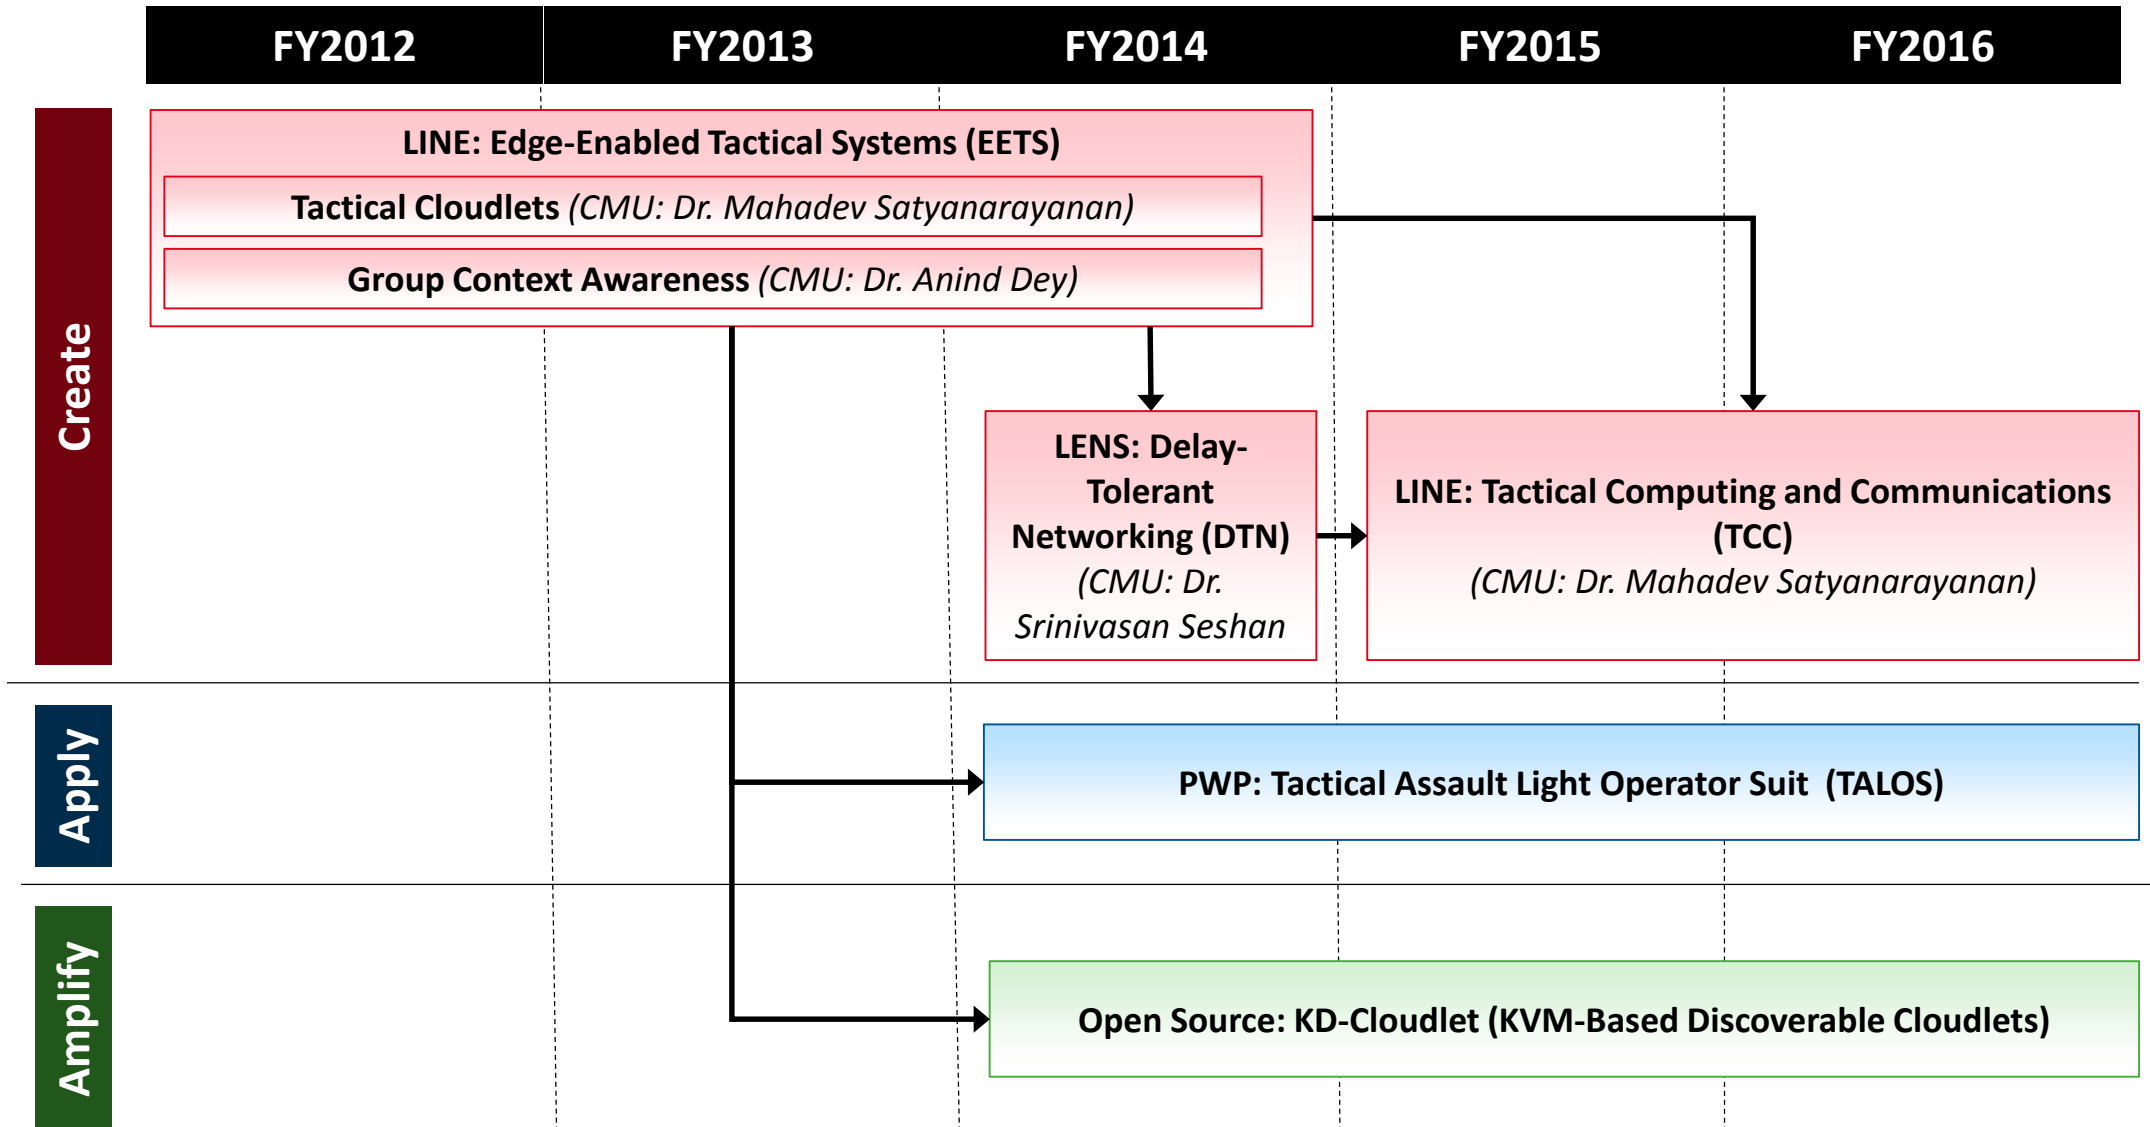 FY2012 FY2013 FY2014 FY2015 FY2016
Create
LINE: Edge-Enabled Tactical Systems (EETS)
Tactical Cloudlets (CMU: Dr. Mahadev Satyanarayanan)
Group Context Awareness (CMU: Dr. Anind Dey)
LENS: Delay-
Tolerant
Networking (DTN)
(CMU: Dr.
Srinivasan Seshan
LINE: Tactical Computing and Communications
(TCC)
(CMU: Dr. Mahadev Satyanarayanan)
Apply
PWP: Tactical Assault Light Operator Suit (TALOS)
Amplify
Open Source: KD-Cloudlet (KVM-Based Discoverable Cloudlets)